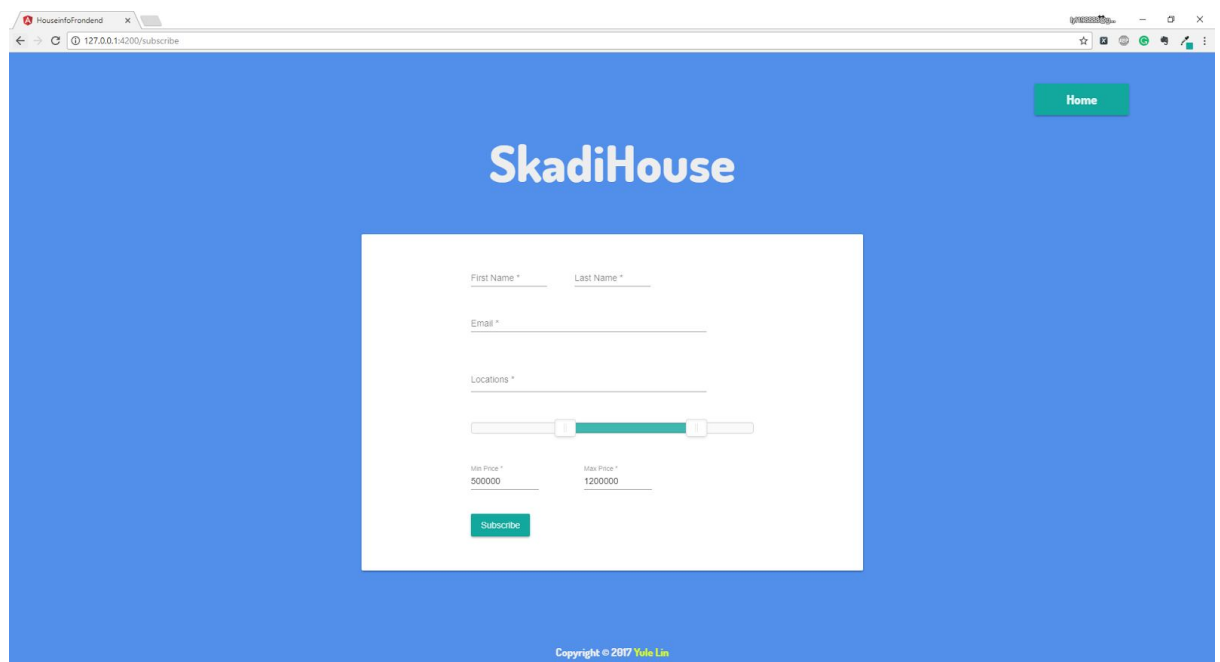 HouseinfoFrondend
127.0.0.1:4200/subscribe
Home
SkadiHouse
First Name * Last Name *
Email *
Locations *
Min Price * Max Price *
500000 1200000
Subscribe
Copyright © 2017 Yule Lin